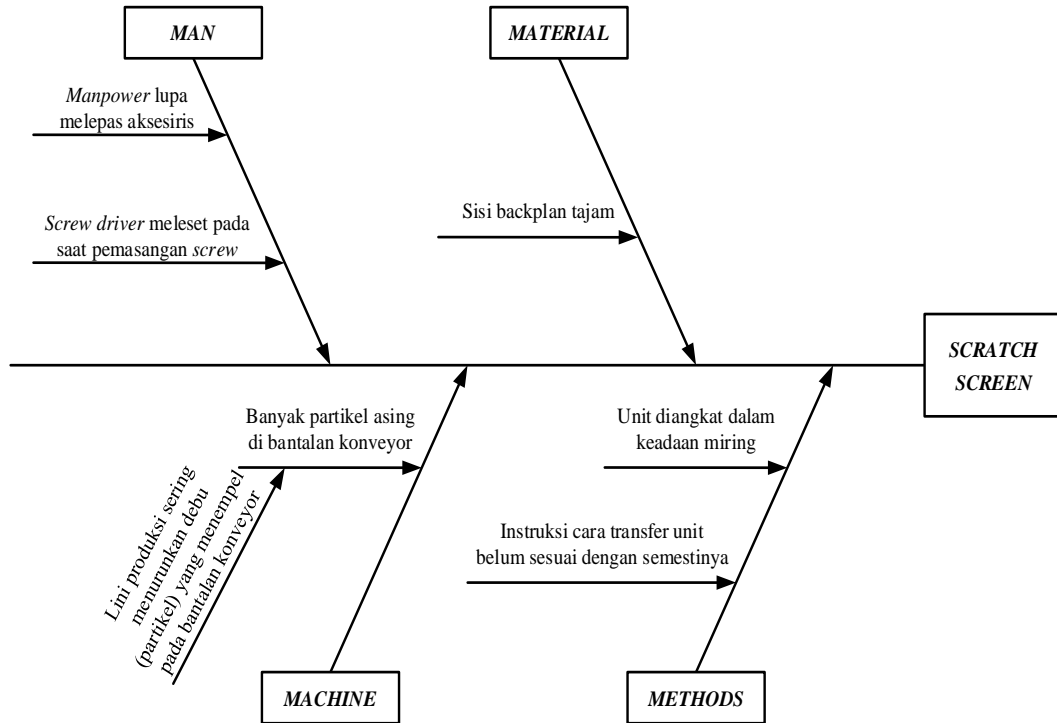 MAN
MATERIAL
Manpower lupa
melepas aksesiris
Screw driver meleset pada
saat pemasangan screw
Sisi backplan tajam
SCRATCH
SCREEN
Banyak partikel asing
di bantalan konveyor
Lini produksi sering
menurunkan debu
(partikel) yang menempel
pada bantalan konveyor
Unit diangkat dalam
keadaan miring
Instruksi cara transfer unit
belum sesuai dengan semestinya
MACHINE
METHODS